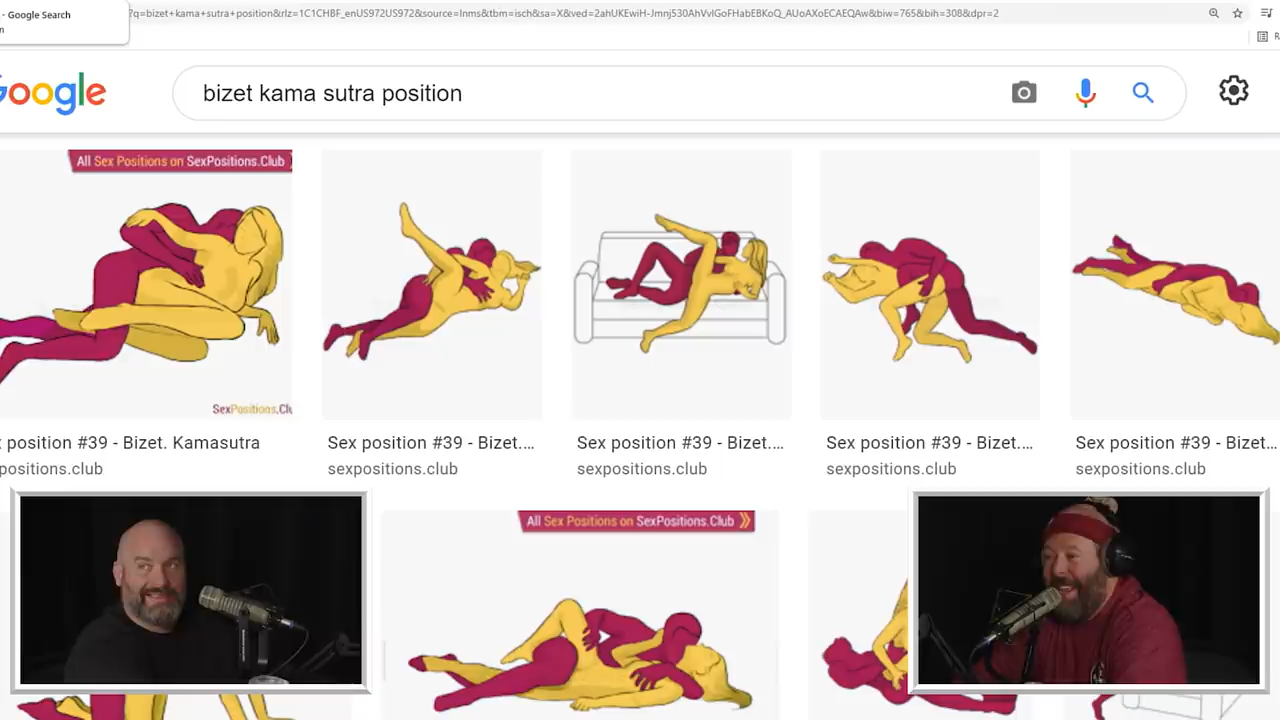 - Google Search
n
?q=bizet+kama+sutra+position&rlz=1C1CHBF_enUS972US972&source=lnms&tbm=isch&sa=X&ved=2ahUKEwiH-Jmnj530AhVvIGoFHabEBKoQ_AUoAXoECAEQAw&biw=765&bih=308&dpr=2
R
Google
bizet kama sutra position
All Sex Positions on SexPositions.Club
SexPositions.Clu
x position #39 - Bizet. Kamasutra
Sex position #39 - Bizet....
Sex position #39 - Bizet....
Sex position #39 - Bizet....
Sex position #39 - Bizet...
positions.club
sexpositions.club
sexpositions.club
sexpositions.club
sexpositions.club
All Sex Positions on SexPositions.Club